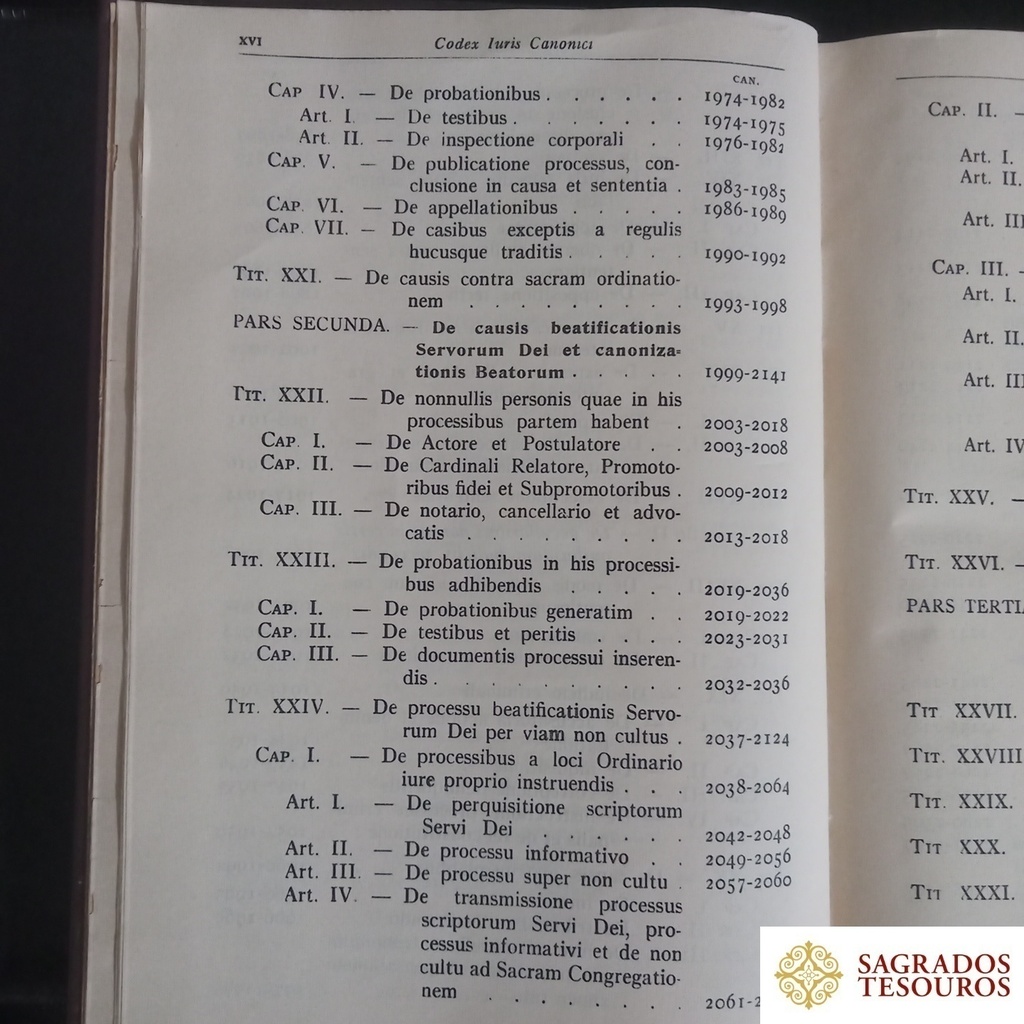 XVI Codex Iuris Canonici
CAN.
CAP IV. — De probationibus . . . . . . 1974-1982
Art. I. — De testibus . . . . . . . 1974-1975
Art. II. — De inspectione corporali . . 1976-1982
CAP. V. — De publicatione processus, con-
clusione in causa et sententia . 1983-1985
CAP. VI. — De appellationibus . . . . . 1986-1989
CAP. VII. — De casibus exceptis a regulis
hucusque traditis . . . . . 1990-1992
TIT. XXI. — De causis contra sacram ordinatio-
nem . . . . . . . . . 1993-1998
PARS SECUNDA. — De causis beatificationis
Servorum Dei et canoniza-
tionis Beatorum . . . . . 1999-2141
TIT. XXII. — De nonnullis personis quae in his
processibus partem habent . 2003-2018
CAP. I. — De Actore et Postulatore . . 2003-2008
CAP. II. — De Cardinali Relatore, Promoto-
ribus fidei et Subpromotoribus . 2009-2012
CAP. III. — De notario, cancellario et advo-
catis . . . . . . . . . 2013-2018
TIT. XXIII. — De probationibus in his processi-
bus adhibendis . . . . . 2019-2036
CAP. I. — De probationibus generatim . . 2019-2022
CAP. II. — De testibus et peritis . . . . 2023-2031
CAP. III. — De documentis processui inseren-
dis . . . . . . . . . . 2032-2036
TIT. XXIV. — De processu beatificationis Servo-
rum Dei per viam non cultus . 2037-2124
CAP. I. — De processibus a loci Ordinario
iure proprio instruendis . . . 2038-2064
Art. I. — De perquisitione scriptorum
Servi Dei . . . . . . 2042-2048
Art. II. — De processu informativo . . 2049-2056
Art. III. — De processu super non cultu . 2057-2060
Art. IV. — De transmissione processus
scriptorum Servi Dei, pro-
cessus informativi et de non
cultu ad Sacram Congregatio-
nem . . . . . . . . 2061-2
CAP. II. —
Art. I.
Art. II.
Art. III
CAP. III. —
Art. I.
Art. II.
Art. III
Art. IV
TIT. XXV. —
TIT. XXVI. —
PARS TERTI
TIT XXVII.
TIT. XXVIII
TIT. XXIX.
TIT XXX.
TIT XXXI.
SAGRADOS
TESOUROS